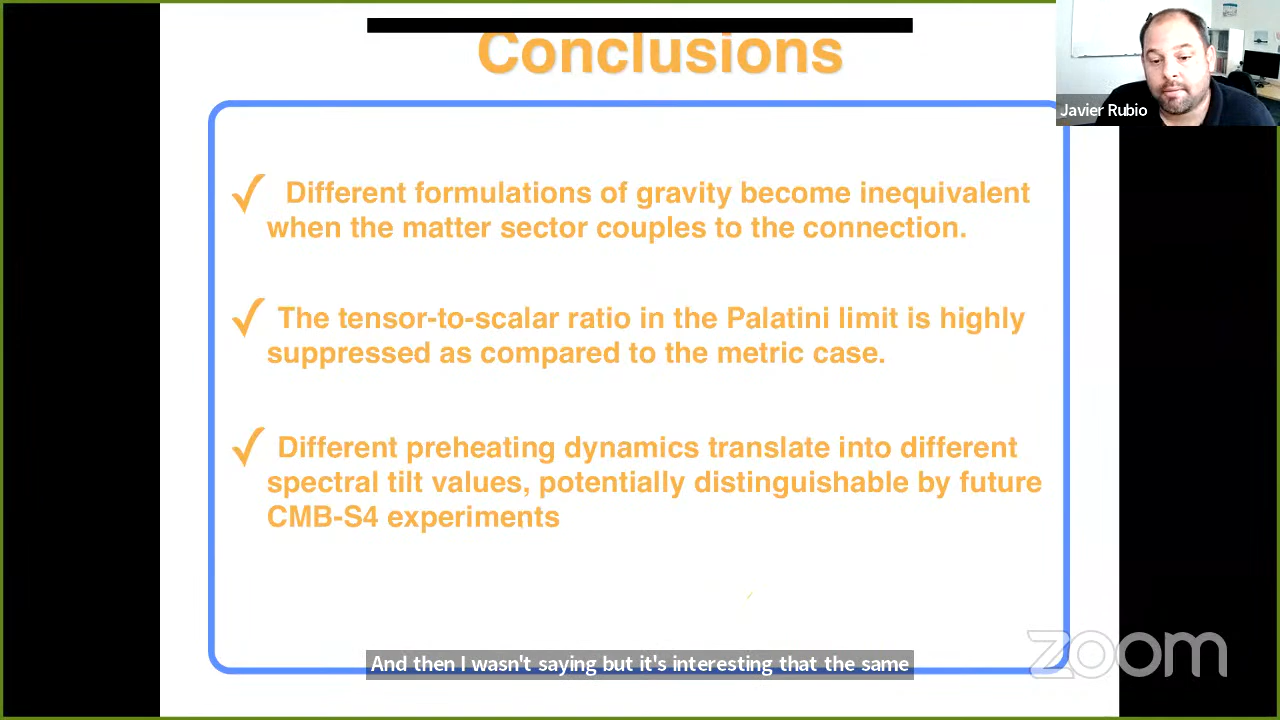 Conclusions
Javier Rubio
✓ Different formulations of gravity become inequivalent
when the matter sector couples to the connection.
✓ The tensor-to-scalar ratio in the Palatini limit is highly
suppressed as compared to the metric case.
✓ Different preheating dynamics translate into different
spectral tilt values, potentially distinguishable by future
CMB-S4 experiments
zoom
And then I wasn't saying but it's interesting that the same